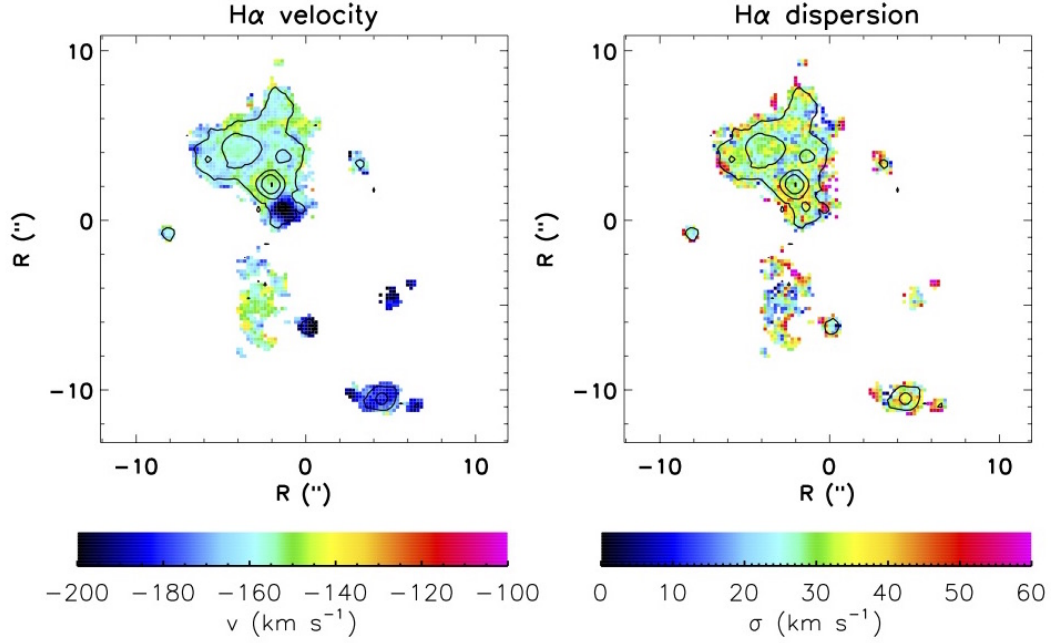 Hα velocity
Hα dispersion
10
0
−10
R (")
−10 0 10
R (")
10
0
−10
R (")
−10 0 10
R (")
−200 −180 −160 −140 −120 −100
v (km s⁻¹)
0 10 20 30 40 50 60
σ (km s⁻¹)